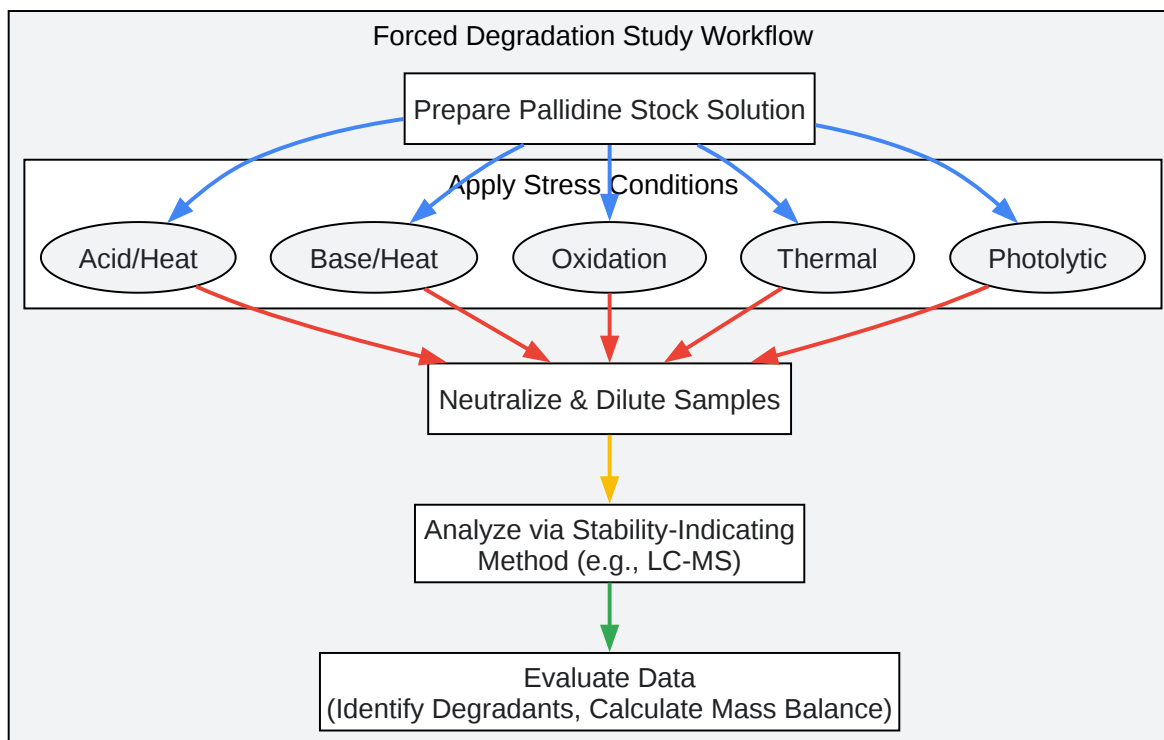 Forced Degradation Study Workflow
Prepare Pallidine Stock Solution
Apply Stress Conditions
Acid/Heat
Base/Heat
Oxidation
Thermal
Photolytic
Neutralize & Dilute Samples
Analyze via Stability-Indicating
Method (e.g., LC-MS)
Evaluate Data
(Identify Degradants, Calculate Mass Balance)